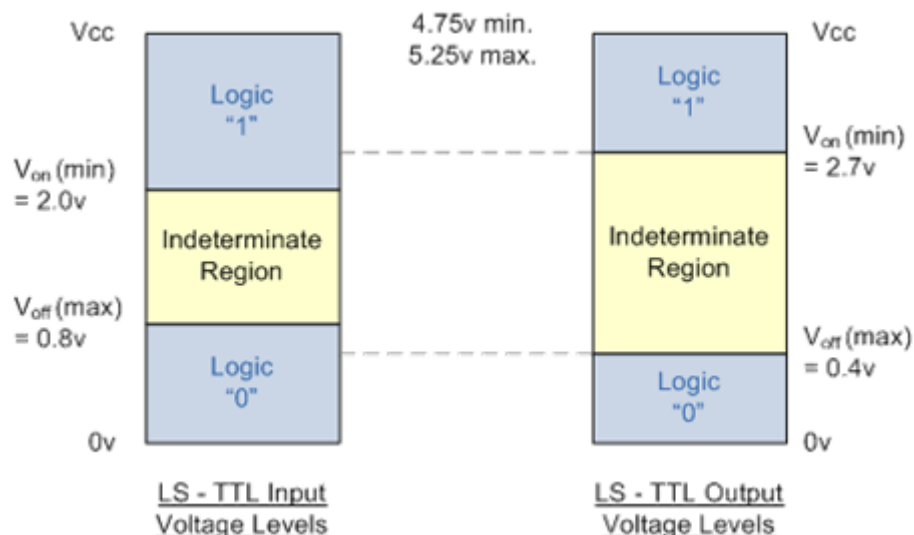 Vcc
4.75v min.
5.25v max.
Vcc
Logic
“1”
Logic
“1”
Von (min)
= 2.0v
Von (min)
= 2.7v
Indeterminate
Region
Indeterminate
Region
Voff (max)
= 0.8v
Voff (max)
= 0.4v
Logic
“0”
Logic
“0”
0v
0v
LS - TTL Input
Voltage Levels
LS - TTL Output
Voltage Levels